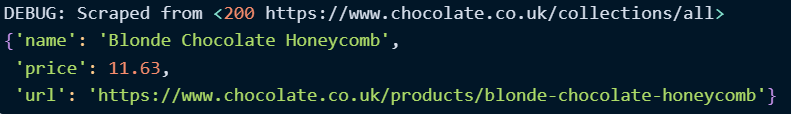 DEBUG: Scraped from <200 https://www.chocolate.co.uk/collections/all>
{'name': 'Blonde Chocolate Honeycomb',
 'price': 11.63,
 'url': 'https://www.chocolate.co.uk/products/blonde-chocolate-honeycomb'}